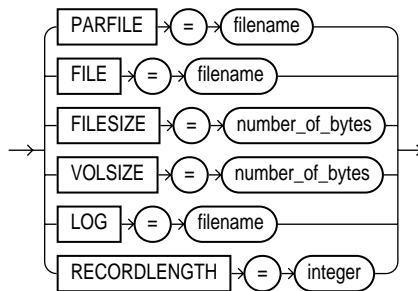 PARFILE = filename
FILE = filename
FILESIZE = number_of_bytes
VOLSIZE = number_of_bytes
LOG = filename
RECORDLENGTH = integer